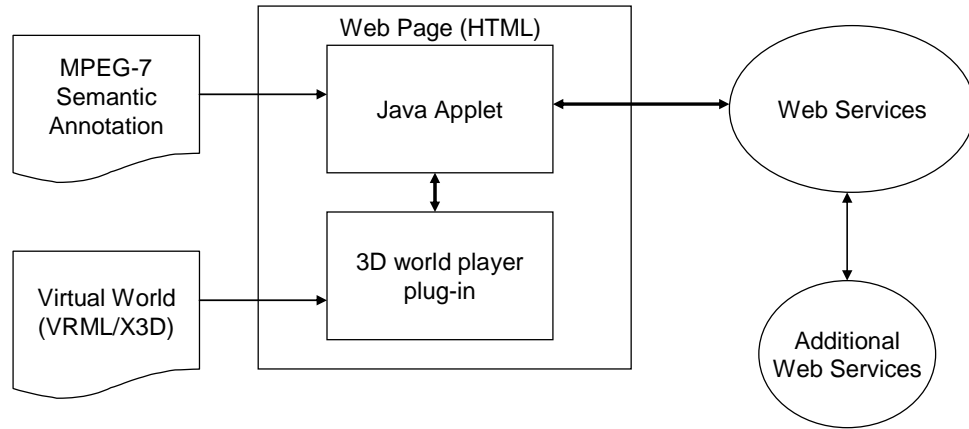 Web Page (HTML)
MPEG-7
Semantic
Annotation
Java Applet
Web Services
3D world player
plug-in
Virtual World
(VRML/X3D)
Additional
Web Services